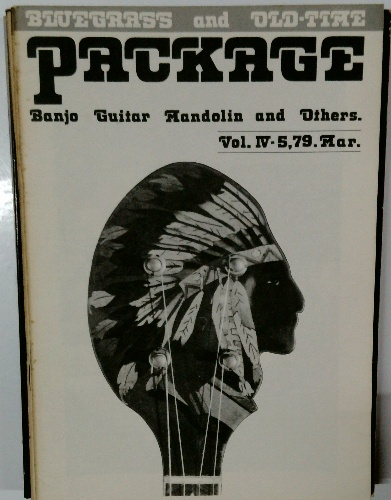 BLUEGRASS and OLD-TIME
PACKAGE
Banjo Guitar Mandolin and Others.
Vol. IV-5,79. Mar.